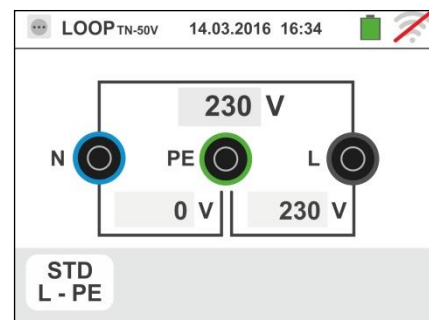 LOOP TN-50V 14.03.2016 16:34
230 V
N PE L
0 V 230 V
STD
L - PE